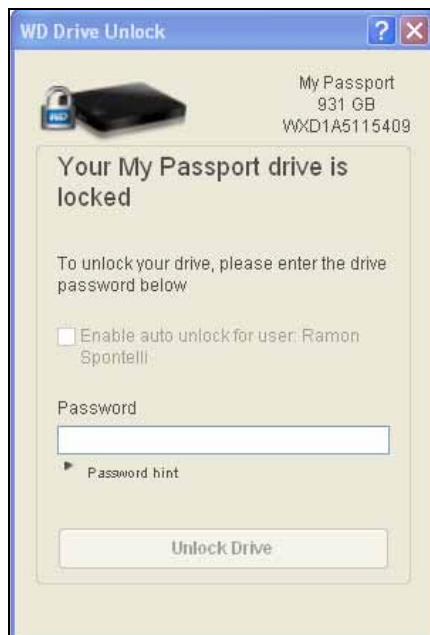 WD Drive Unlock
My Passport
931 GB
WXD1A5115409
WD
Your My Passport drive is
locked
To unlock your drive, please enter the drive
password below
Enable auto unlock for user: Ramon
Spontelli
Password
Password hint
Unlock Drive